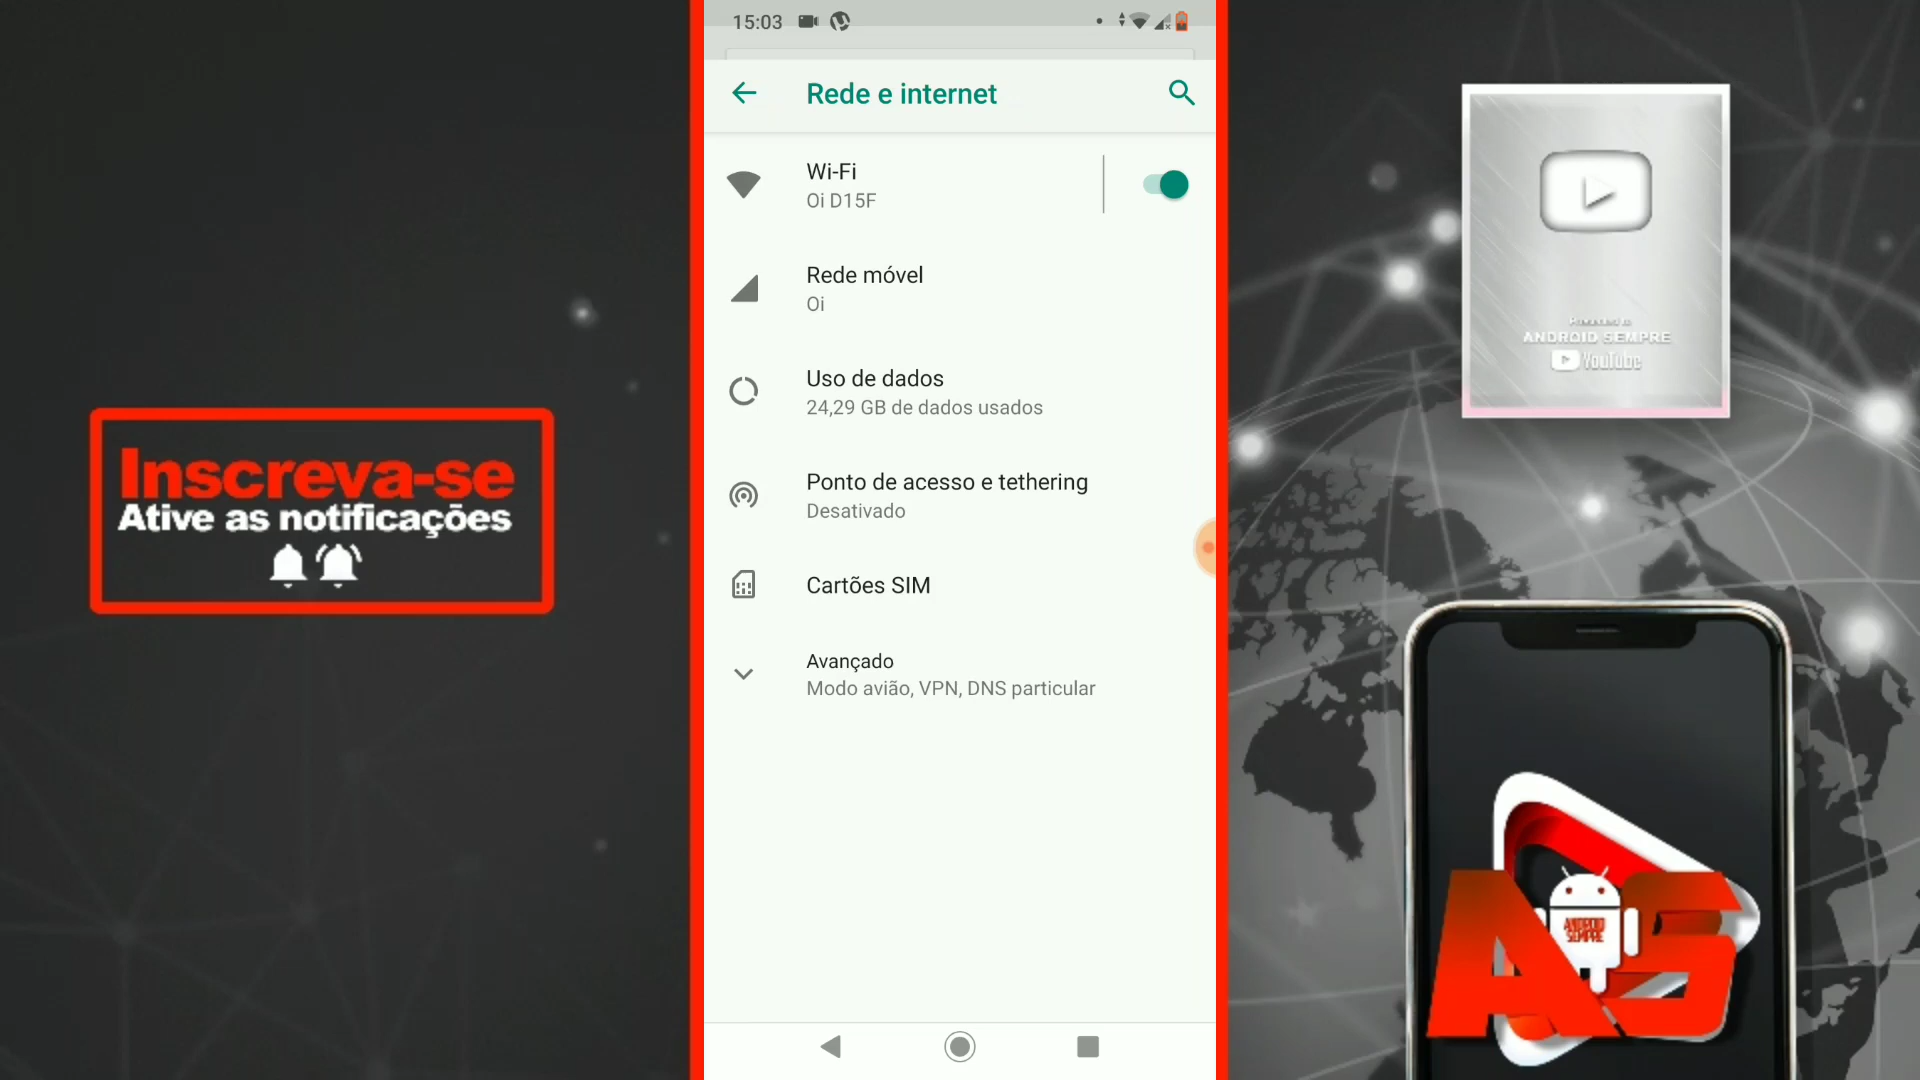 15:03
Rede e internet
Wi-Fi
Oi D15F
Rede móvel
Oi
Uso de dados
24,29 GB de dados usados
Ponto de acesso e tethering
Desativado
Cartões SIM
Avançado
Modo avião, VPN, DNS particular
Inscreva-se
Ative as notificações
ANDROID SEMPRE
YouTube
ANDROID
SEMPRE
AS